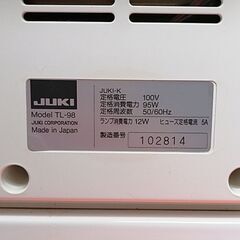 JUKI
Model TL-98
JUKI CORPORATION
Made in Japan
JUKI-K
定格電圧 100V
定格消費電力 95W
定格周波数 50/60Hz
ランプ消費電力 12W ヒューズ定格電流 5A
製造番号 102814